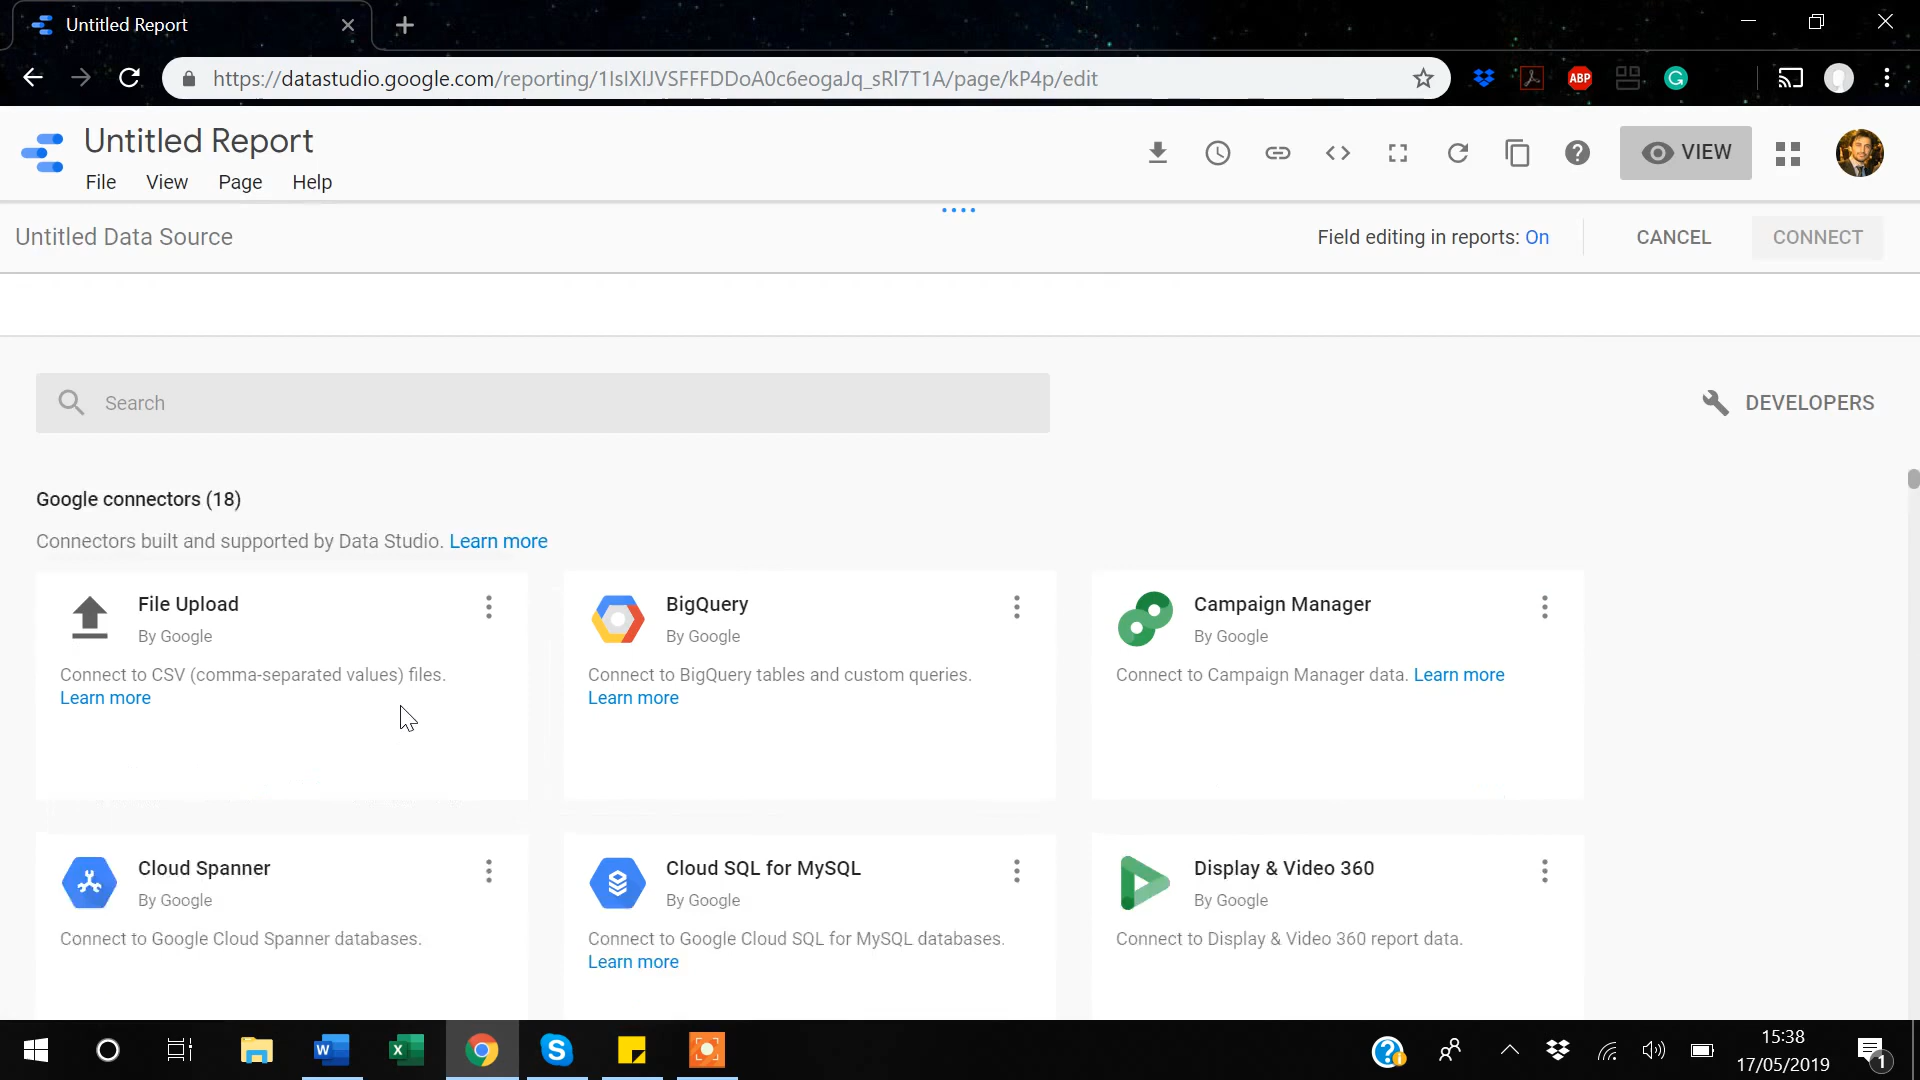 Untitled Report
https://datastudio.google.com/reporting/1IsIXIJVSFFFDDoA0c6eogaJq_sRl7T1A/page/kP4p/edit
ABP
Untitled Report
VIEW
File View Page Help
Untitled Data Source
Field editing in reports: On
CANCEL
CONNECT
Search
DEVELOPERS
Google connectors (18)
Connectors built and supported by Data Studio. Learn more
File Upload
By Google
Connect to CSV (comma-separated values) files.
Learn more
BigQuery
By Google
Connect to BigQuery tables and custom queries.
Learn more
Campaign Manager
By Google
Connect to Campaign Manager data. Learn more
Cloud Spanner
By Google
Connect to Google Cloud Spanner databases.
Cloud SQL for MySQL
By Google
Connect to Google Cloud SQL for MySQL databases.
Learn more
Display & Video 360
By Google
Connect to Display & Video 360 report data.
15:38
17/05/2019
1